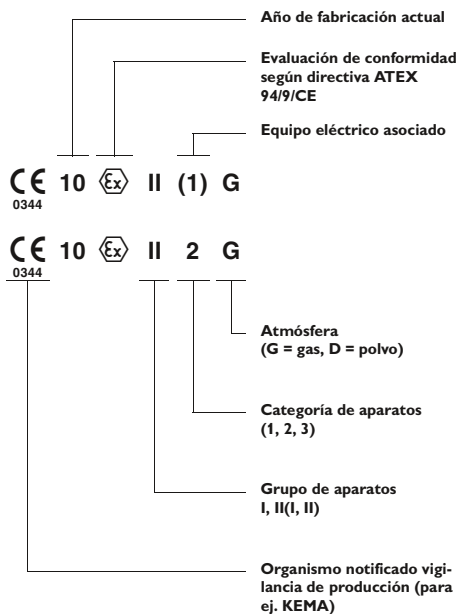 Año de fabricación actual
Evaluación de conformidad
según directiva ATEX
94/9/CE
Equipo eléctrico asociado
CE 10 Ex II (1) G
0344
CE 10 Ex II 2 G
0344
Atmósfera
(G = gas, D = polvo)
Categoría de aparatos
(1, 2, 3)
Grupo de aparatos
I, II(I, II)
Organismo notificado vigi-
lancia de producción (para
ej. KEMA)